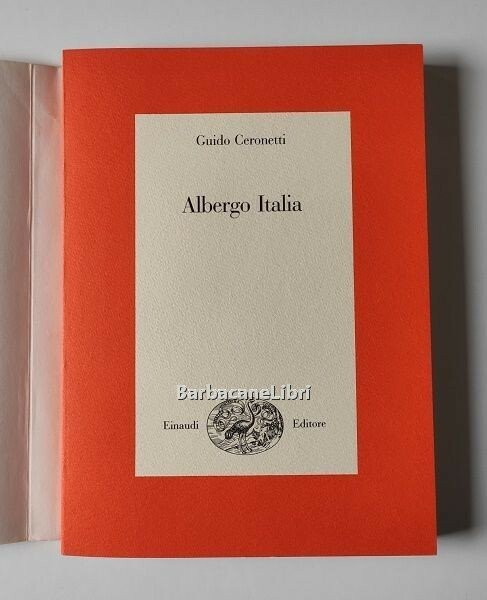 Guido Ceronetti
Albergo Italia
BarbacaneLibri
Einaudi Editore